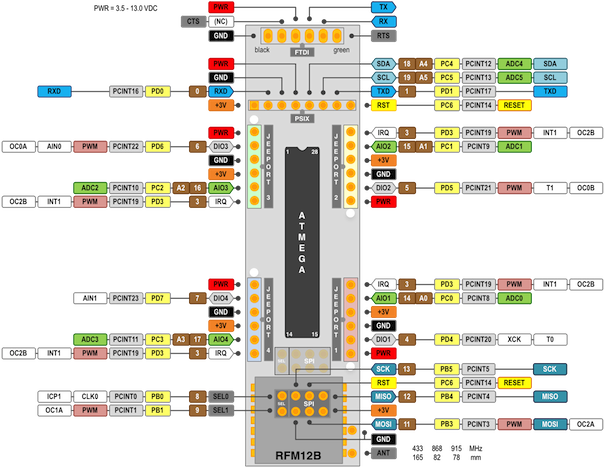 PWR = 3.5 - 13.0 VDC
PWR TX
CTS (NC) RX
GND RTS
black green
FTDI
PWR SDA 18 A4 PC4 PCINT12 ADC4 SDA
GND SCL 19 A5 PC5 PCINT13 ADC5 SCL
RXD PCINT16 PD0 0 RXD TXD 1 PD1 PCINT17 TXD
+3V RST PC6 PCINT14 RESET
PSIX
PWR IRQ 3 PD3 PCINT19 PWM INT1 OC2B
OC0A AIN0 PWM PCINT22 PD6 6 DIO3 AIO2 15 A1 PC1 PCINT9 ADC1
GND +3V
+3V GND
ADC2 PCINT10 PC2 A2 16 AIO3 DIO2 5 PD5 PCINT21 PWM T1 OC0B
OC2B INT1 PWM PCINT19 PD3 3 IRQ PWR
JEEPORT 3
JEEPORT 2
1 28
ATMEGA
14 15
PWR IRQ 3 PD3 PCINT19 PWM INT1 OC2B
AIN1 PCINT23 PD7 7 DIO4 AIO1 14 A0 PC0 PCINT8 ADC0
GND +3V
+3V GND
ADC3 PCINT11 PC3 A3 17 AIO4 DIO1 4 PD4 PCINT20 XCK T0
OC2B INT1 PWM PCINT19 PD3 3 IRQ PWR
JEEPORT 4
JEEPORT 1
SEL SPI
SCK 13 PB5 PCINT5 SCK
RST PC6 PCINT14 RESET
ICP1 CLK0 PCINT0 PB0 8 SEL0 MISO 12 PB4 PCINT4 MISO
OC1A PWM PCINT1 PB1 9 SEL1 +3V
SEL SPI
MOSI 11 PB3 PCINT3 PWM MOSI OC2A
GND
RFM12B ANT
433 868 915 MHz
165 82 78 mm